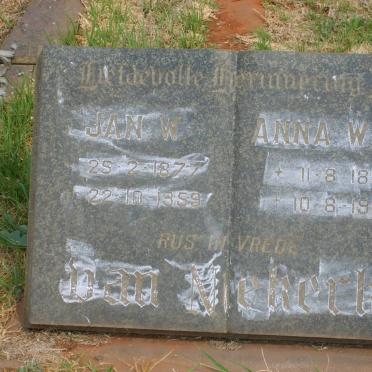 Liefdevolle Herinnering
JAN W.
25-2-1877
22-10-1959
ANNA W
+ 11-8-18
+ 10-8-19
RUS IN VREDE
van Niekerk